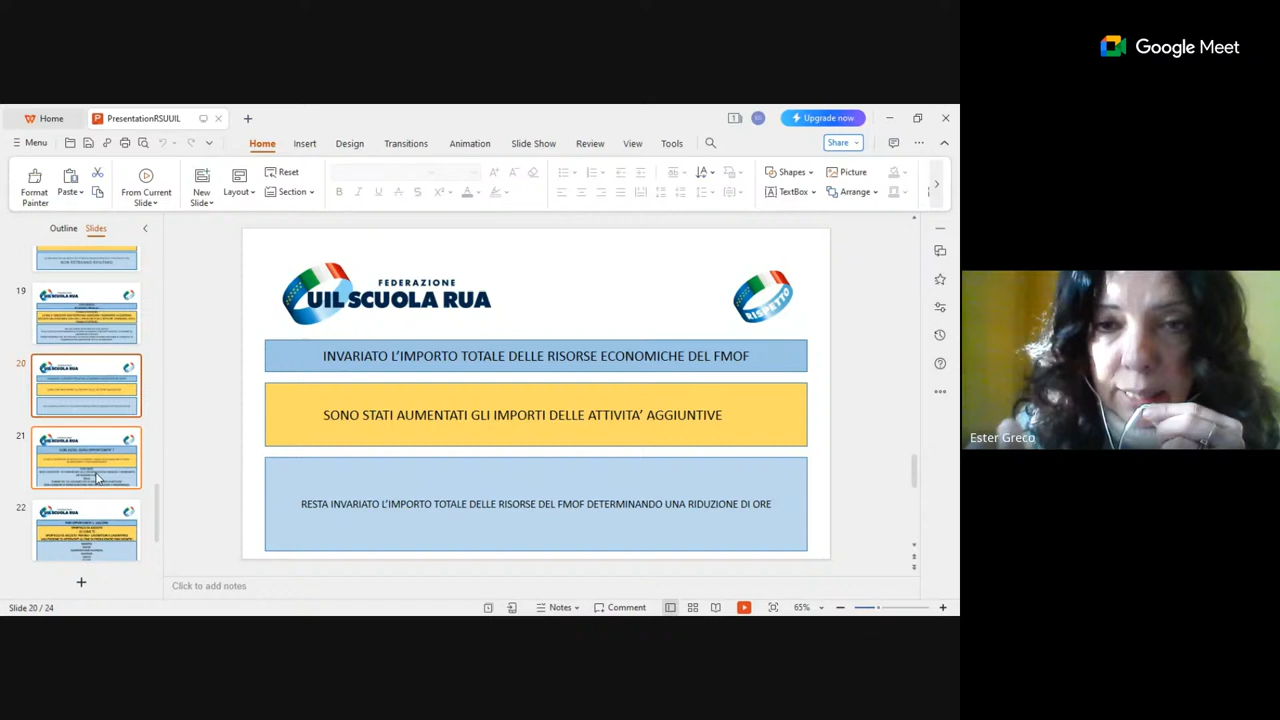 Google Meet
Home
PresentationRSUUIL
Upgrade now
Menu
Home
Insert
Design
Transitions
Animation
Slide Show
Review
View
Tools
Share
Format Painter
Paste
From Current Slide
New Slide
Layout
Reset
Section
B I U A S X² A
Shapes
Picture
TextBox
Arrange
Outline
Slides
19
20
21
22
FEDERAZIONE
UIL SCUOLA RUA
RISPETTO
INVARIATO L'IMPORTO TOTALE DELLE RISORSE ECONOMICHE DEL FMOF
SONO STATI AUMENTATI GLI IMPORTI DELLE ATTIVITA' AGGIUNTIVE
RESTA INVARIATO L'IMPORTO TOTALE DELLE RISORSE DEL FMOF DETERMINANDO UNA RIDUZIONE DI ORE
Click to add notes
Slide 20 / 24
Notes
Comment
65%
Ester Greco